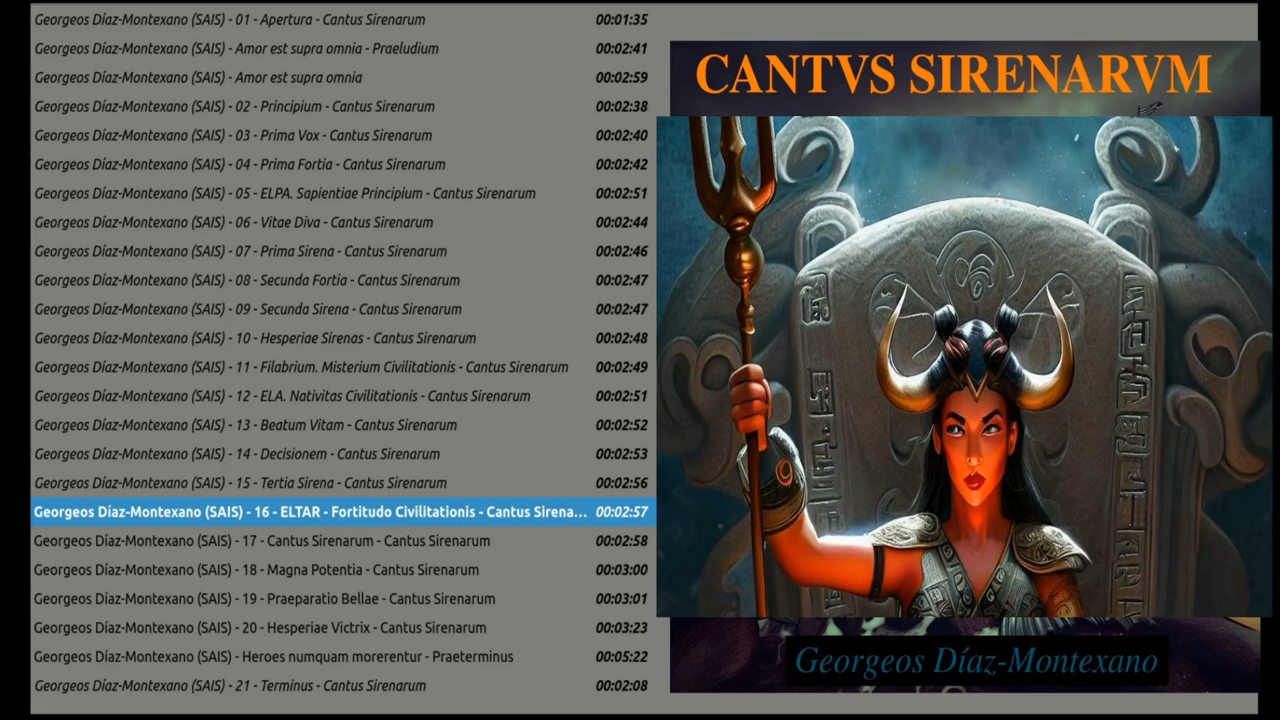 Georgeos Díaz-Montexano (SAIS) - 01 - Apertura - Cantus Sirenarum 00:01:35
Georgeos Díaz-Montexano (SAIS) - Amor est supra omnia - Praeludium 00:02:41
Georgeos Díaz-Montexano (SAIS) - Amor est supra omnia 00:02:59
Georgeos Díaz-Montexano (SAIS) - 02 - Principium - Cantus Sirenarum 00:02:38
Georgeos Díaz-Montexano (SAIS) - 03 - Prima Vox - Cantus Sirenarum 00:02:40
Georgeos Díaz-Montexano (SAIS) - 04 - Prima Fortia - Cantus Sirenarum 00:02:42
Georgeos Díaz-Montexano (SAIS) - 05 - ELPA. Sapientiae Principium - Cantus Sirenarum 00:02:51
Georgeos Díaz-Montexano (SAIS) - 06 - Vitae Diva - Cantus Sirenarum 00:02:44
Georgeos Díaz-Montexano (SAIS) - 07 - Prima Sirena - Cantus Sirenarum 00:02:46
Georgeos Díaz-Montexano (SAIS) - 08 - Secunda Fortia - Cantus Sirenarum 00:02:47
Georgeos Díaz-Montexano (SAIS) - 09 - Secunda Sirena - Cantus Sirenarum 00:02:47
Georgeos Díaz-Montexano (SAIS) - 10 - Hesperiae Sirenas - Cantus Sirenarum 00:02:48
Georgeos Díaz-Montexano (SAIS) - 11 - Filabrium. Misterium Civilitationis - Cantus Sirenarum 00:02:49
Georgeos Díaz-Montexano (SAIS) - 12 - ELA. Nativitas Civilitationis - Cantus Sirenarum 00:02:51
Georgeos Díaz-Montexano (SAIS) - 13 - Beatum Vitam - Cantus Sirenarum 00:02:52
Georgeos Díaz-Montexano (SAIS) - 14 - Decisionem - Cantus Sirenarum 00:02:53
Georgeos Díaz-Montexano (SAIS) - 15 - Tertia Sirena - Cantus Sirenarum 00:02:56
Georgeos Díaz-Montexano (SAIS) - 16 - ELTAR - Fortitudo Civilitationis - Cantus Sirena... 00:02:57
Georgeos Díaz-Montexano (SAIS) - 17 - Cantus Sirenarum - Cantus Sirenarum 00:02:58
Georgeos Díaz-Montexano (SAIS) - 18 - Magna Potentia - Cantus Sirenarum 00:03:00
Georgeos Díaz-Montexano (SAIS) - 19 - Praeparatio Bellae - Cantus Sirenarum 00:03:01
Georgeos Díaz-Montexano (SAIS) - 20 - Hesperiae Victrix - Cantus Sirenarum 00:03:23
Georgeos Díaz-Montexano (SAIS) - Heroes numquam morerentur - Praeterminus 00:05:22
Georgeos Díaz-Montexano (SAIS) - 21 - Terminus - Cantus Sirenarum 00:02:08
CANTVS SIRENARVM
Georgeos Díaz-Montexano